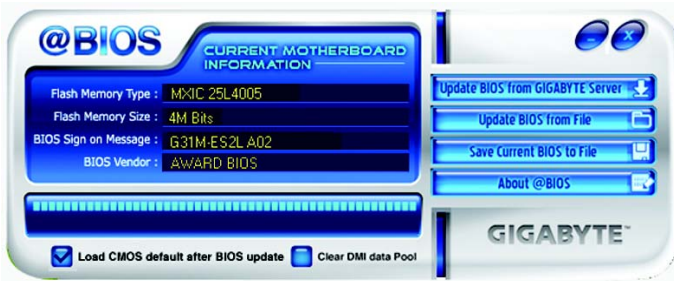 @BIOS
CURRENT MOTHERBOARD
INFORMATION
Flash Memory Type : MXIC 25L4005
Flash Memory Size : 4M Bits
BIOS Sign on Message : G31M-ES2L A02
BIOS Vendor : AWARD BIOS
Update BIOS from GIGABYTE Server
Update BIOS from File
Save Current BIOS to File
About @BIOS
Load CMOS default after BIOS update
Clear DMI data Pool
GIGABYTE™